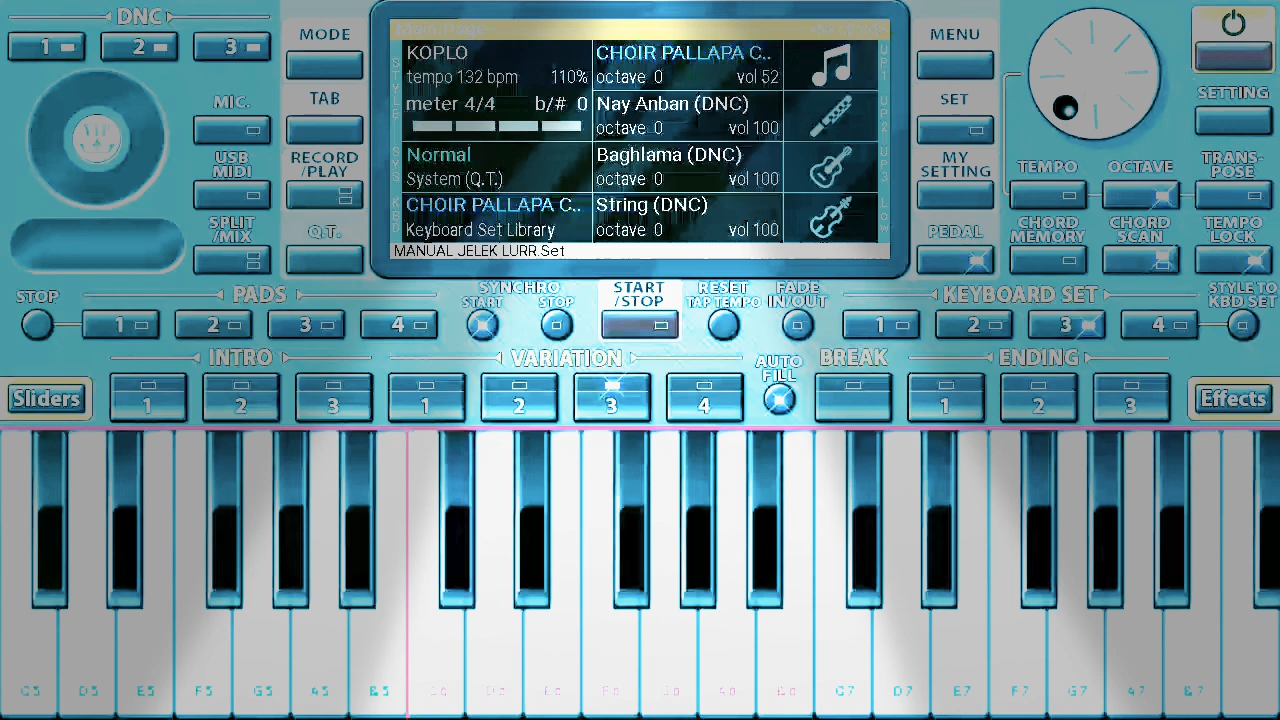 DNC
1 2 3
MODE
MIC.
TAB
USB
MIDI
RECORD
/PLAY
SPLIT
/MIX
Q.T.
KOPLO
tempo 132 bpm 110%
meter 4/4 b/# 0
Normal
System (Q.T.)
CHOIR PALLAPA C..
Keyboard Set Library
CHOIR PALLAPA C..
octave 0 vol 52
Nay Anban (DNC)
octave 0 vol 100
Baghlama (DNC)
octave 0 vol 100
String (DNC)
octave 0 vol 100
STYLE
UP1
UP2
UP3
Low
MANUAL JELEK LURR.Set
MENU
SET
MY
SETTING
PEDAL
SETTING
TEMPO
OCTAVE
TRANS-
POSE
CHORD
MEMORY
CHORD
SCAN
TEMPO
LOCK
STOP
PADS
1 2 3 4
SYNCHRO
START STOP
START
/STOP
RESET
TAP TEMPO
FADE
IN/OUT
KEYBOARD SET
1 2 3 4
STYLE TO
KBD SET
Sliders
INTRO
1 2 3
VARIATION
1 2 3 4
AUTO
FILL
BREAK
ENDING
1 2 3
Effects
C5 D5 E5 F5 G5 A5 B5 C7 D7 E7 F7 G7 A7 B7